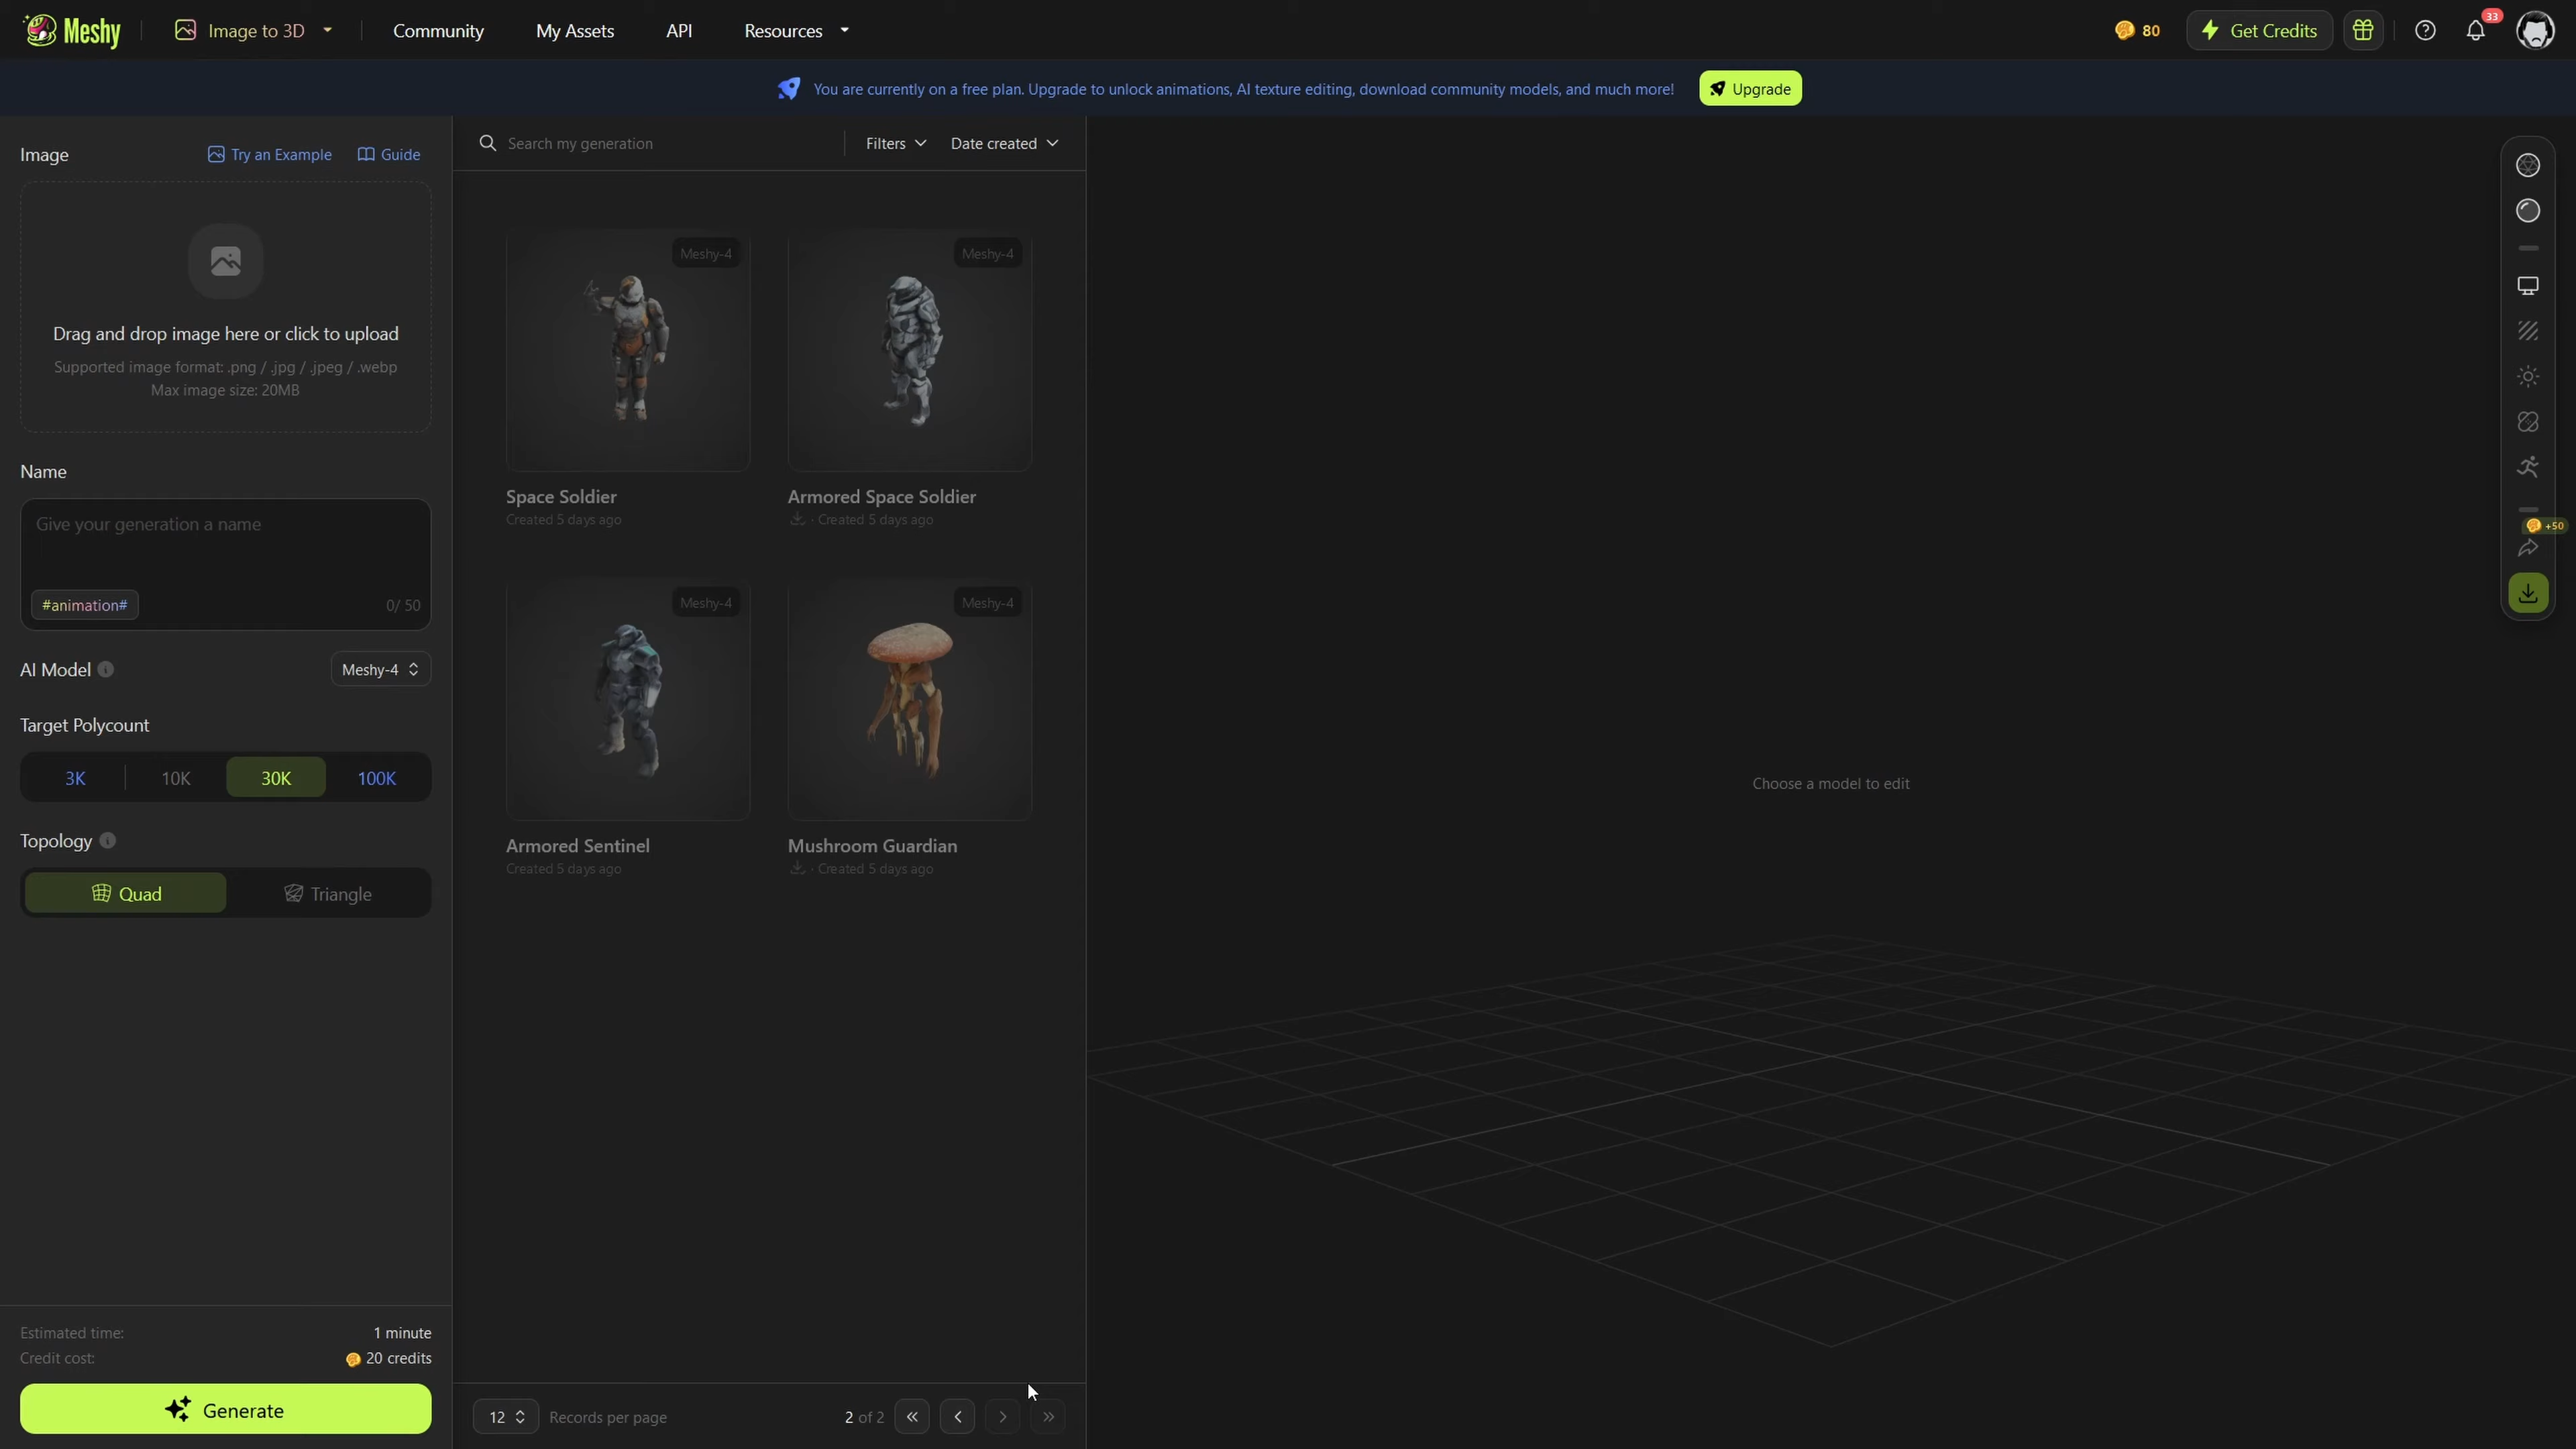 Meshy
Image to 3D
Community
My Assets
API
Resources
80
Get Credits
33
You are currently on a free plan. Upgrade to unlock animations, AI texture editing, download community models, and much more!
Upgrade
Image
Try an Example
Guide
Drag and drop image here or click to upload
Supported image format: .png / .jpg / .jpeg / .webp
Max image size: 20MB
Name
Give your generation a name
#animation#
0/ 50
AI Model
Meshy-4
Target Polycount
3K
10K
30K
100K
Topology
Quad
Triangle
Estimated time:
1 minute
Credit cost:
20 credits
Generate
Search my generation
Filters
Date created
Meshy-4
Meshy-4
Space Soldier
Created 5 days ago
Armored Space Soldier
· Created 5 days ago
Meshy-4
Meshy-4
Armored Sentinel
Created 5 days ago
Mushroom Guardian
· Created 5 days ago
12
Records per page
2 of 2
Choose a model to edit
+50